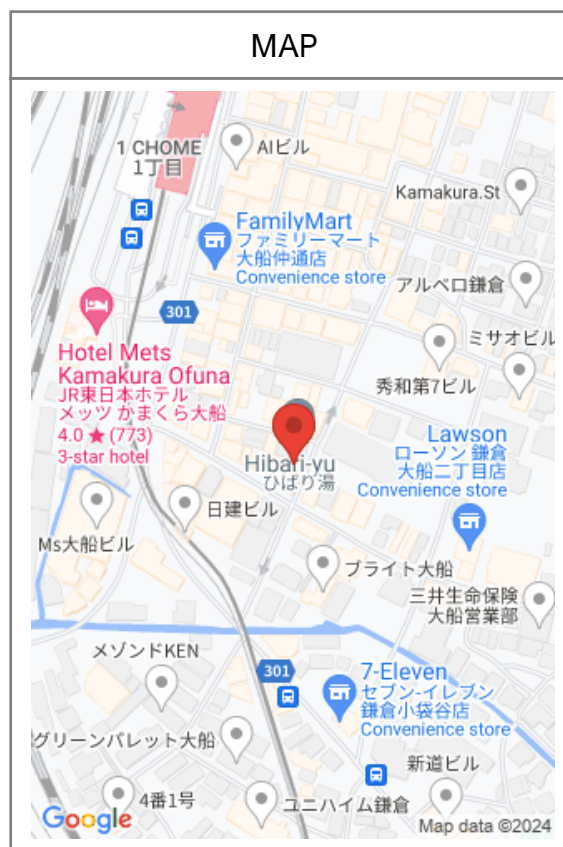 MAP
1 CHOME
1丁目
AIビル
Kamakura.St
FamilyMart
ファミリーマート
大船仲通店
Convenience store
アルベロ鎌倉
301
ミサオビル
Hotel Mets
Kamakura Ofuna
JR東日本ホテル
メッツ かまくら大船
4.0 ★ (773)
3-star hotel
秀和第7ビル
Lawson
ローソン 鎌倉
大船二丁目店
Convenience store
Hibari-yu
ひばり湯
日建ビル
Ms大船ビル
ブライト大船
三井生命保険
大船営業部
メゾンドKEN
301
7-Eleven
セブン-イレブン
鎌倉小袋谷店
Convenience store
グリーンパレット大船
新道ビル
4番1号
ユニハイム鎌倉
Google
Map data ©2024